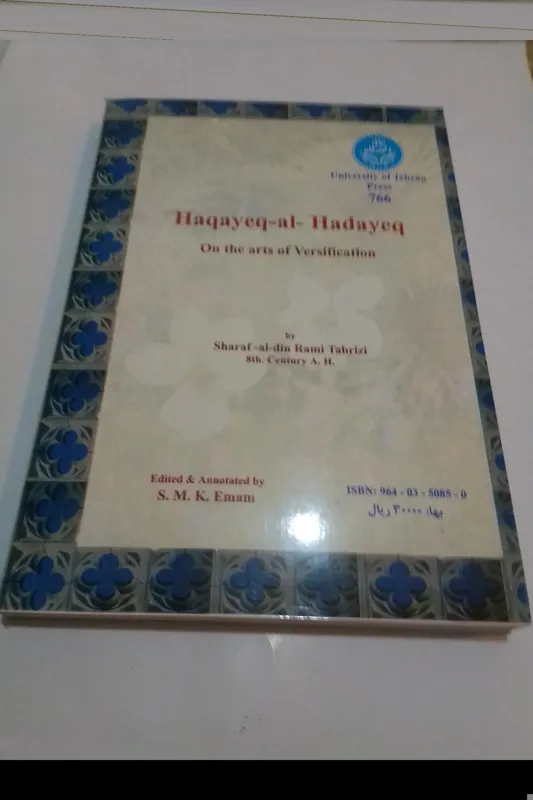 University of Tehran
Press
766
Haqayeq-al- Hadayeq
On the arts of Versification
by
Sharaf-al-din Rami Tabrizi
8th. Century A. H.
Edited & Annotated by
S. M. K. Emam
ISBN: 964 - 03 - 5085 - 0
بها: ۳۰۰۰۰ ریال